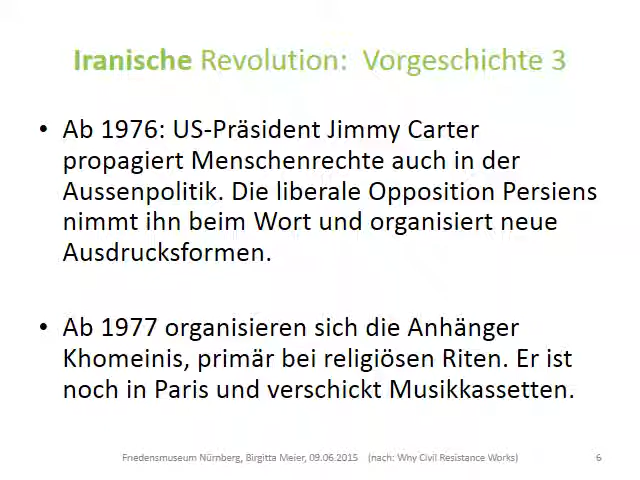 Iranische Revolution: Vorgeschichte 3
• Ab 1976: US-Präsident Jimmy Carter
propagiert Menschenrechte auch in der
Aussenpolitik. Die liberale Opposition Persiens
nimmt ihn beim Wort und organisiert neue
Ausdrucksformen.
• Ab 1977 organisieren sich die Anhänger
Khomeinis, primär bei religiösen Riten. Er ist
noch in Paris und verschickt Musikkassetten.
Friedensmuseum Nürnberg, Birgitta Meier, 09.06.2015 (nach: Why Civil Resistance Works) 6